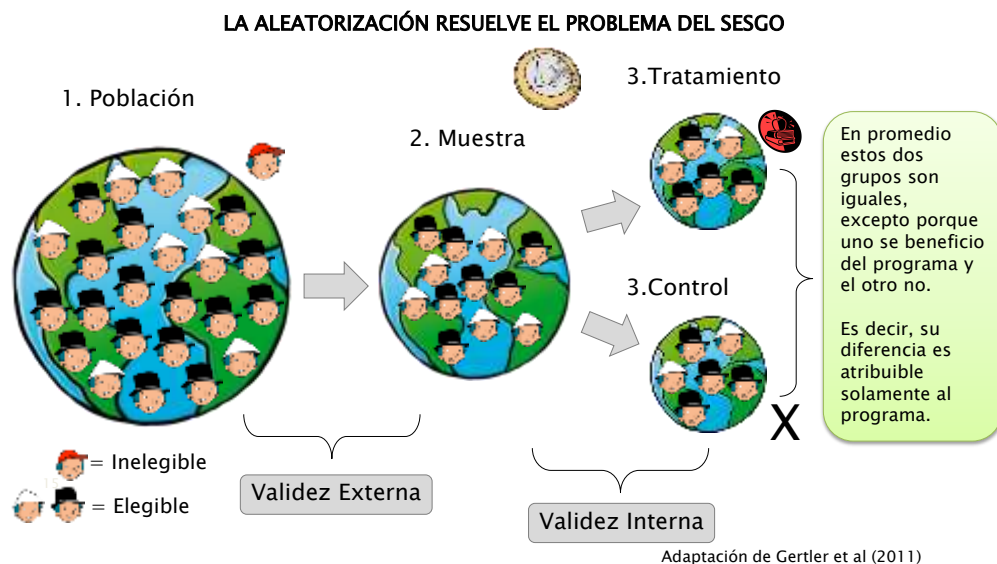 LA ALEATORIZACIÓN RESUELVE EL PROBLEMA DEL SESGO
1. Población
2. Muestra
3.Tratamiento
3.Control
En promedio
estos dos
grupos son
iguales,
excepto porque
uno se beneficio
del programa y
el otro no.
Es decir, su
diferencia es
atribuible
solamente al
programa.
X
= Inelegible
15
= Elegible
Validez Externa
Validez Interna
Adaptación de Gertler et al (2011)